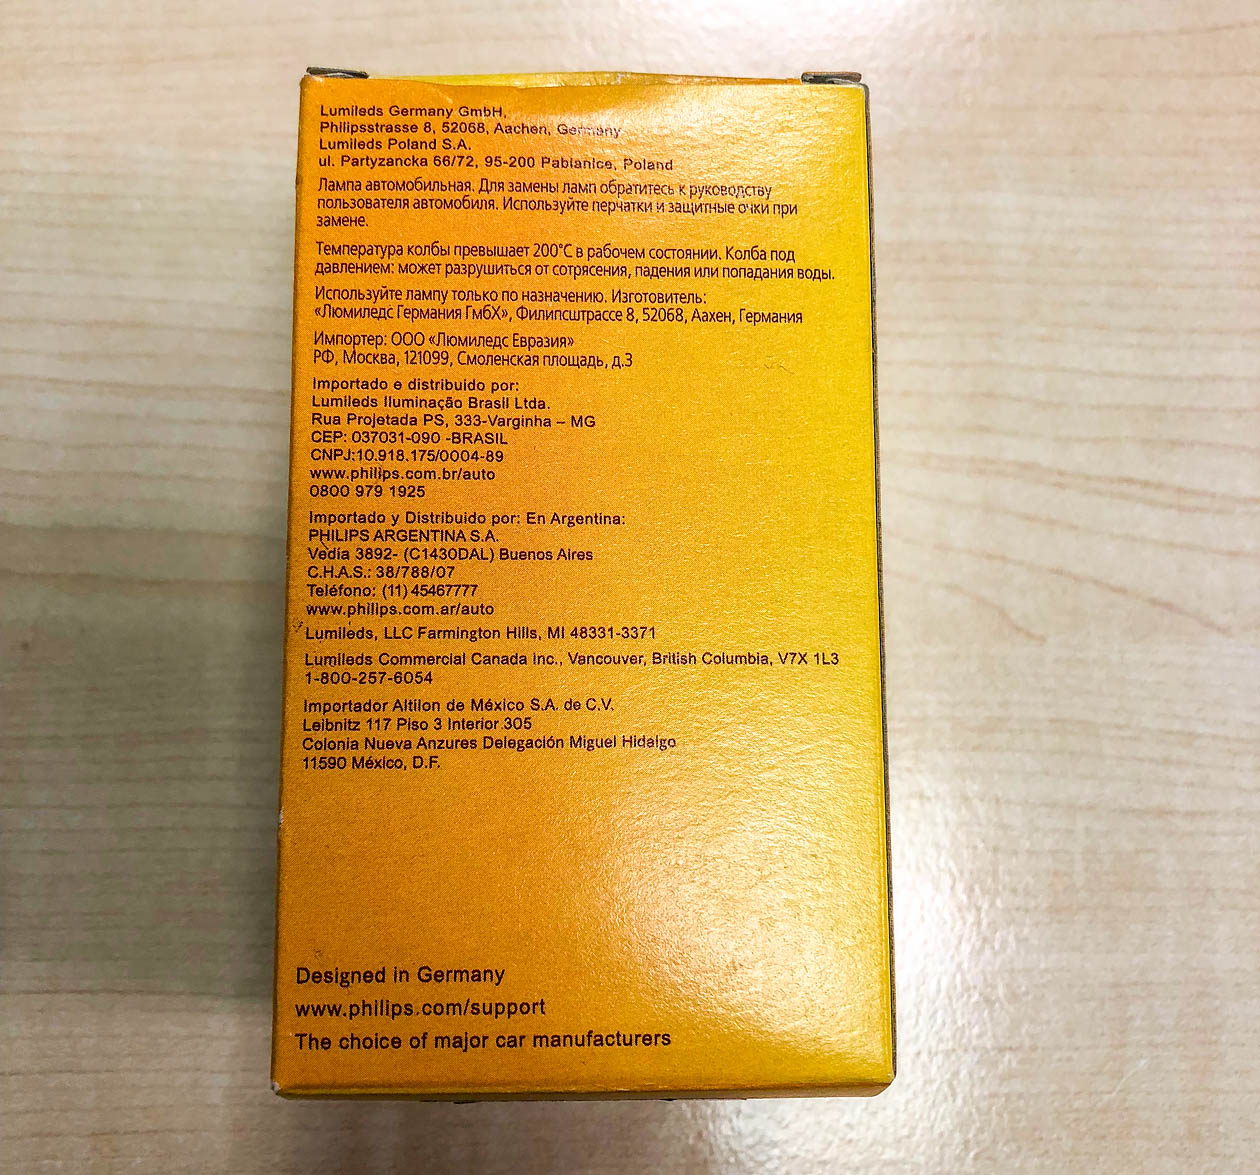 Lumileds Germany GmbH,
Philipsstrasse 8, 52068, Aachen, Germany
Lumileds Poland S.A.
ul. Partyzancka 66/72, 95-200 Pabianice, Poland
Лампа автомобильная. Для замены ламп обратитесь к руководству
пользователя автомобиля. Используйте перчатки и защитные очки при
замене.
Температура колбы превышает 200°C в рабочем состоянии. Колба под
давлением: может разрушиться от сотрясения, падения или попадания воды.
Используйте лампу только по назначению. Изготовитель:
«Люмиледс Германия ГмбХ», Филипсштрассе 8, 52068, Аахен, Германия
Импортер: ООО «Люмиледс Евразия»
РФ, Москва, 121099, Смоленская площадь, д.3
Importado e distribuido por:
Lumileds Iluminação Brasil Ltda.
Rua Projetada PS, 333-Varginha – MG
CEP: 037031-090 -BRASIL
CNPJ:10.918.175/0004-89
www.philips.com.br/auto
0800 979 1925
Importado y Distribuido por: En Argentina:
PHILIPS ARGENTINA S.A.
Vedia 3892- (C1430DAL) Buenos Aires
C.H.A.S.: 38/788/07
Teléfono: (11) 45467777
www.philips.com.ar/auto
Lumileds, LLC Farmington Hills, MI 48331-3371
Lumileds Commercial Canada Inc., Vancouver, British Columbia, V7X 1L3
1-800-257-6054
Importador Altilon de México S.A. de C.V.
Leibnitz 117 Piso 3 Interior 305
Colonia Nueva Anzures Delegación Miguel Hidalgo
11590 México, D.F.
Designed in Germany
www.philips.com/support
The choice of major car manufacturers